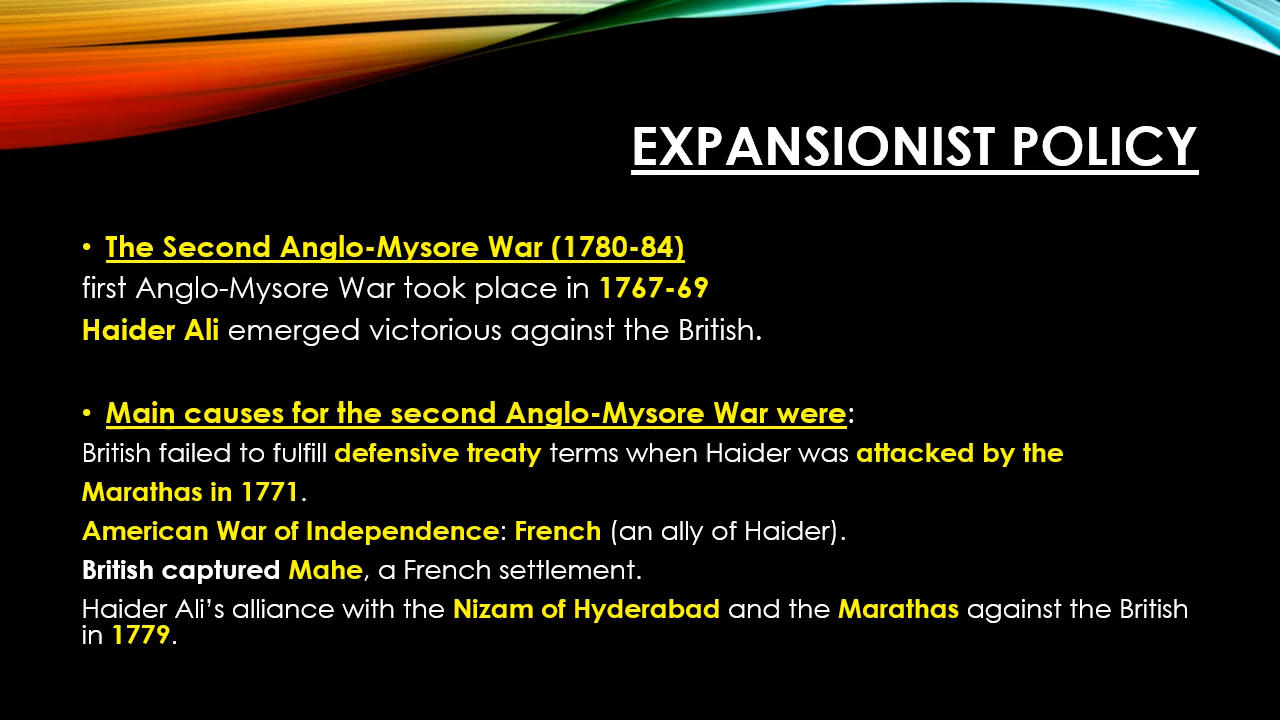 EXPANSIONIST POLICY
• The Second Anglo-Mysore War (1780-84)
first Anglo-Mysore War took place in 1767-69
Haider Ali emerged victorious against the British.
• Main causes for the second Anglo-Mysore War were:
British failed to fulfill defensive treaty terms when Haider was attacked by the
Marathas in 1771.
American War of Independence: French (an ally of Haider).
British captured Mahe, a French settlement.
Haider Ali’s alliance with the Nizam of Hyderabad and the Marathas against the British
in 1779.